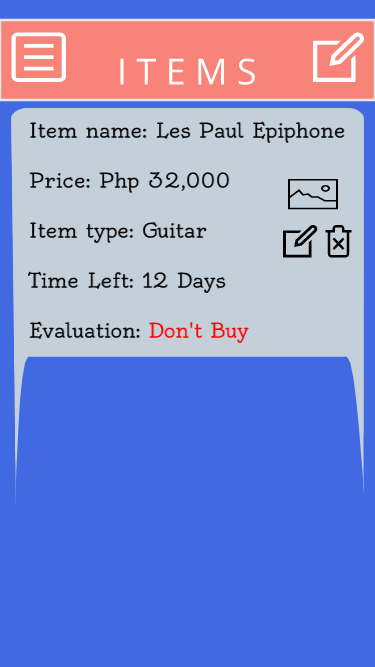 ITEMS
Item name: Les Paul Epiphone
Price: Php 32,000
Item type: Guitar
Time Left: 12 Days
Evaluation: Don't Buy